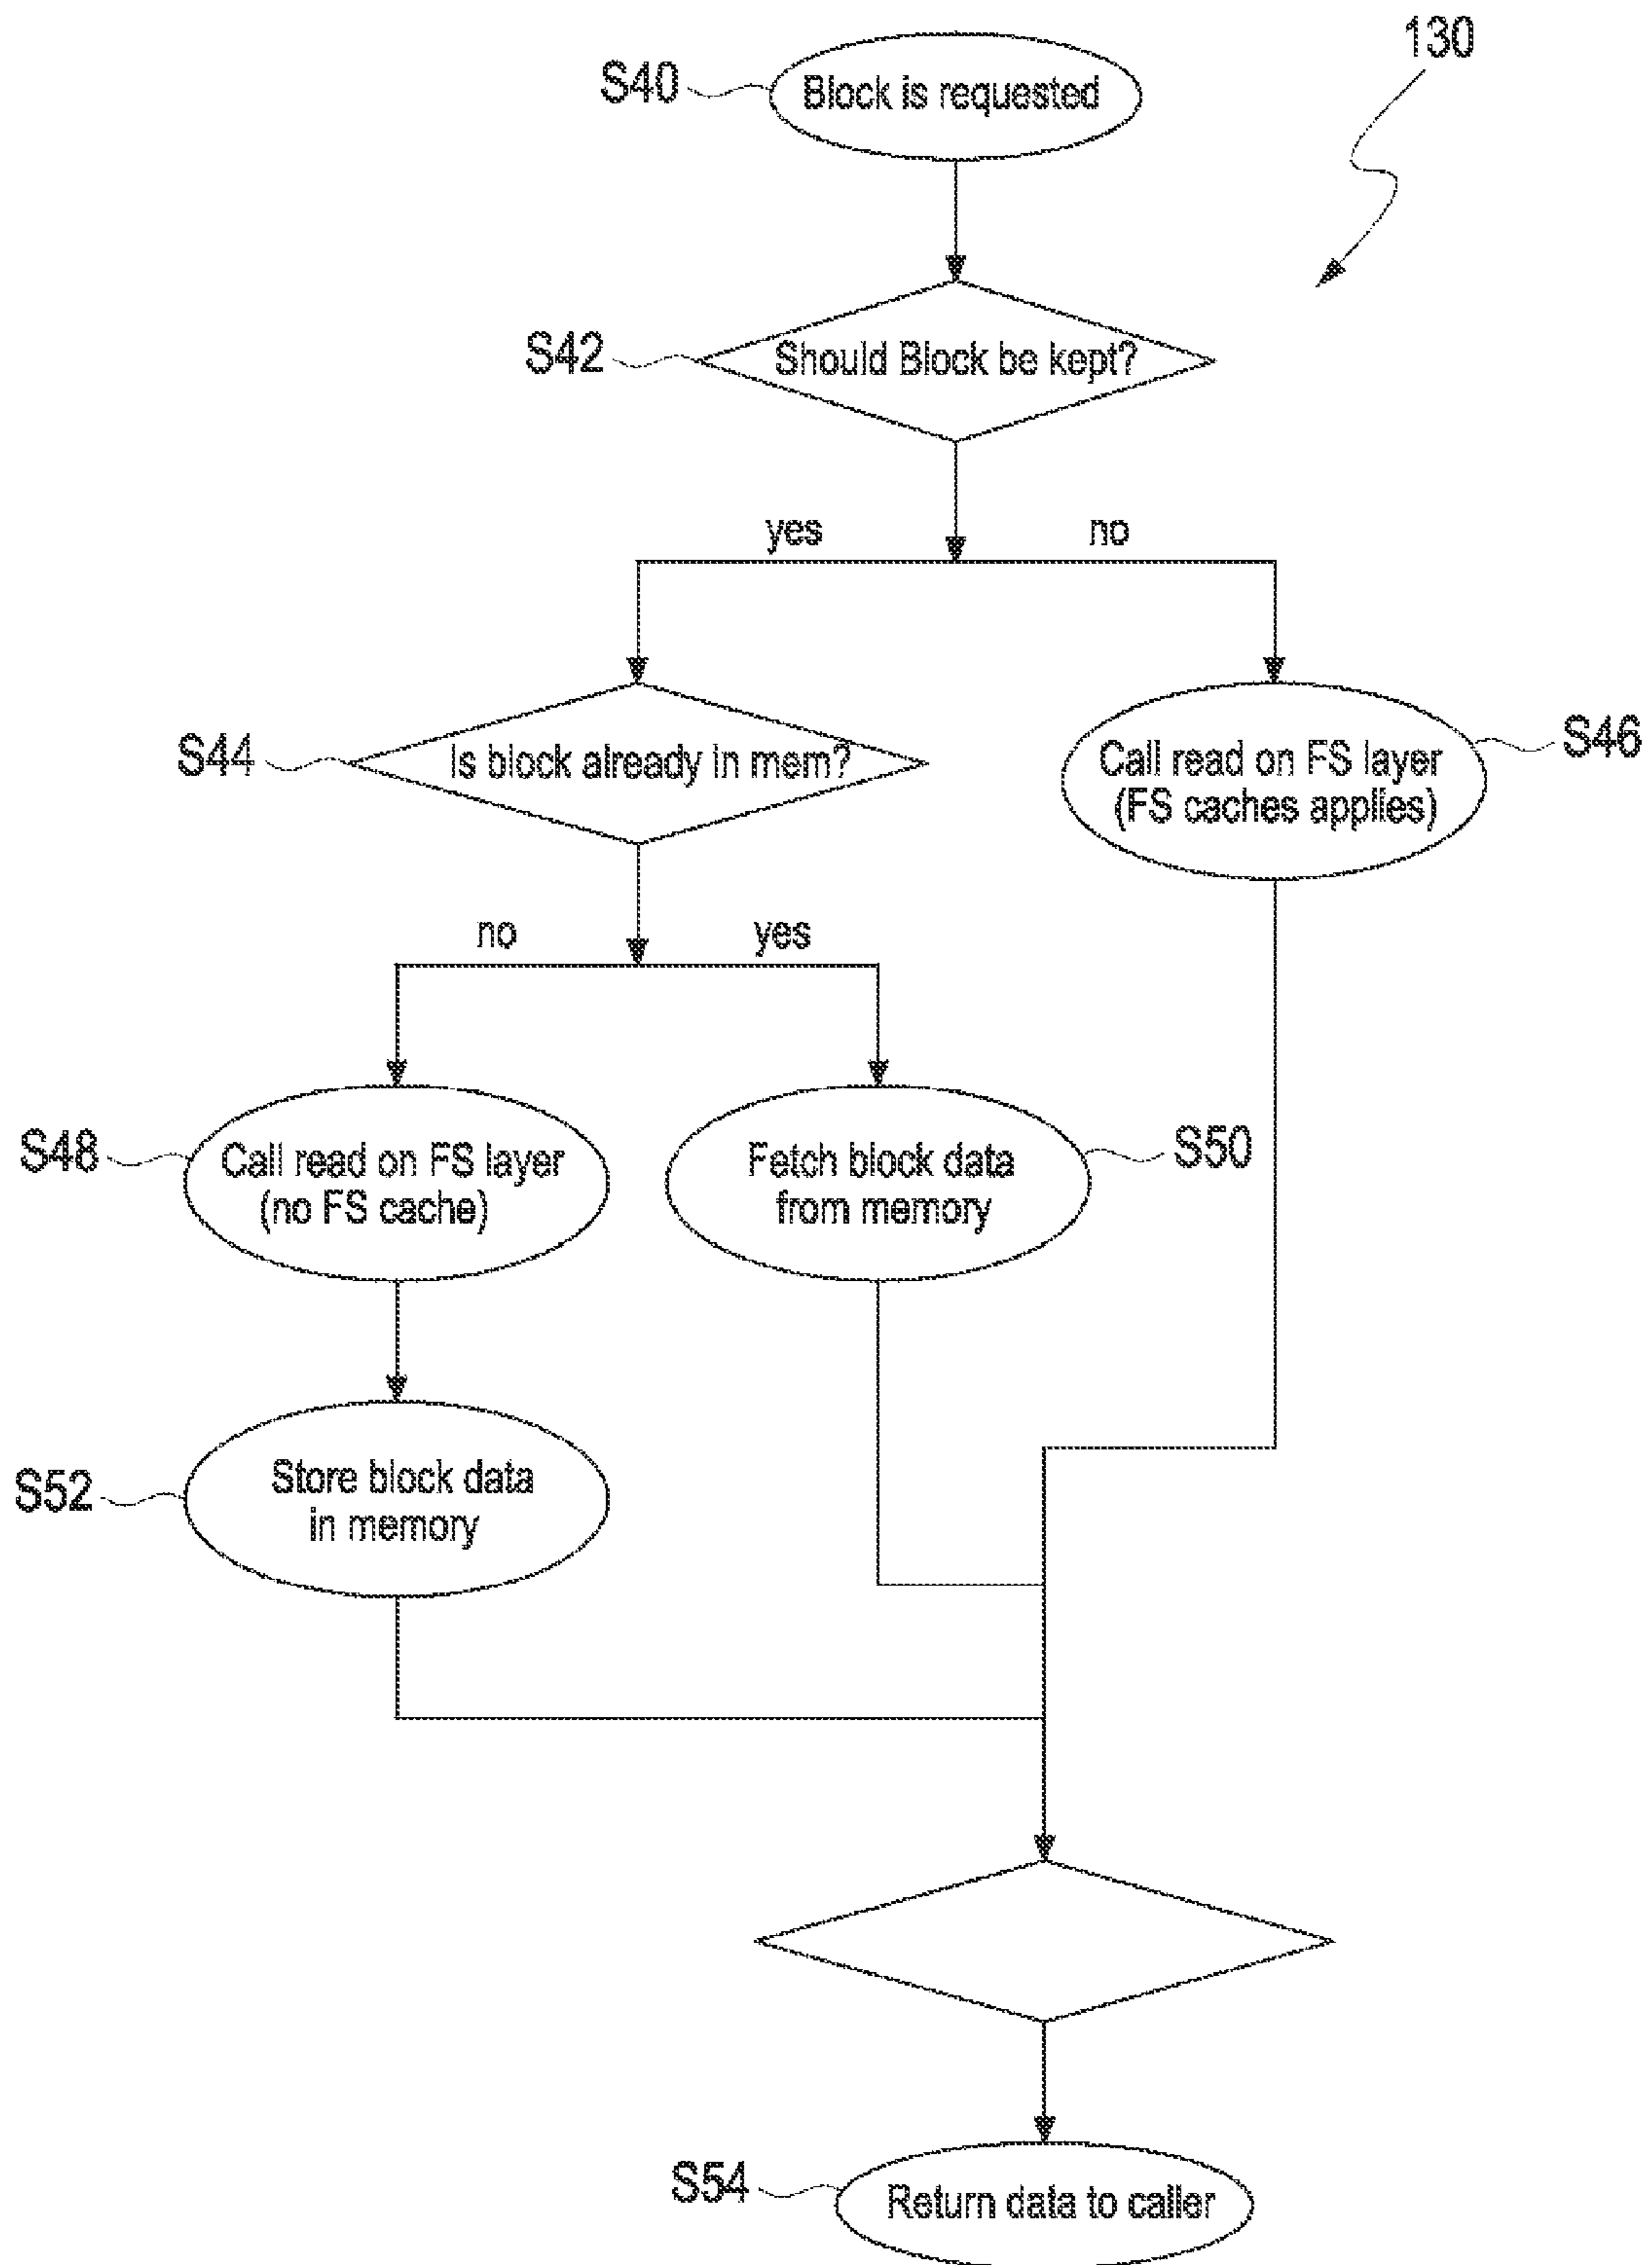 130
S40
Block is requested
S42
Should Block be kept?
yes
no
S44
Is block already in mem?
Call read on FS layer
(FS caches applies)
S46
no
yes
S48
Call read on FS layer
(no FS cache)
Fetch block data
from memory
S50
S52
Store block data
in memory
S54
Return data to caller